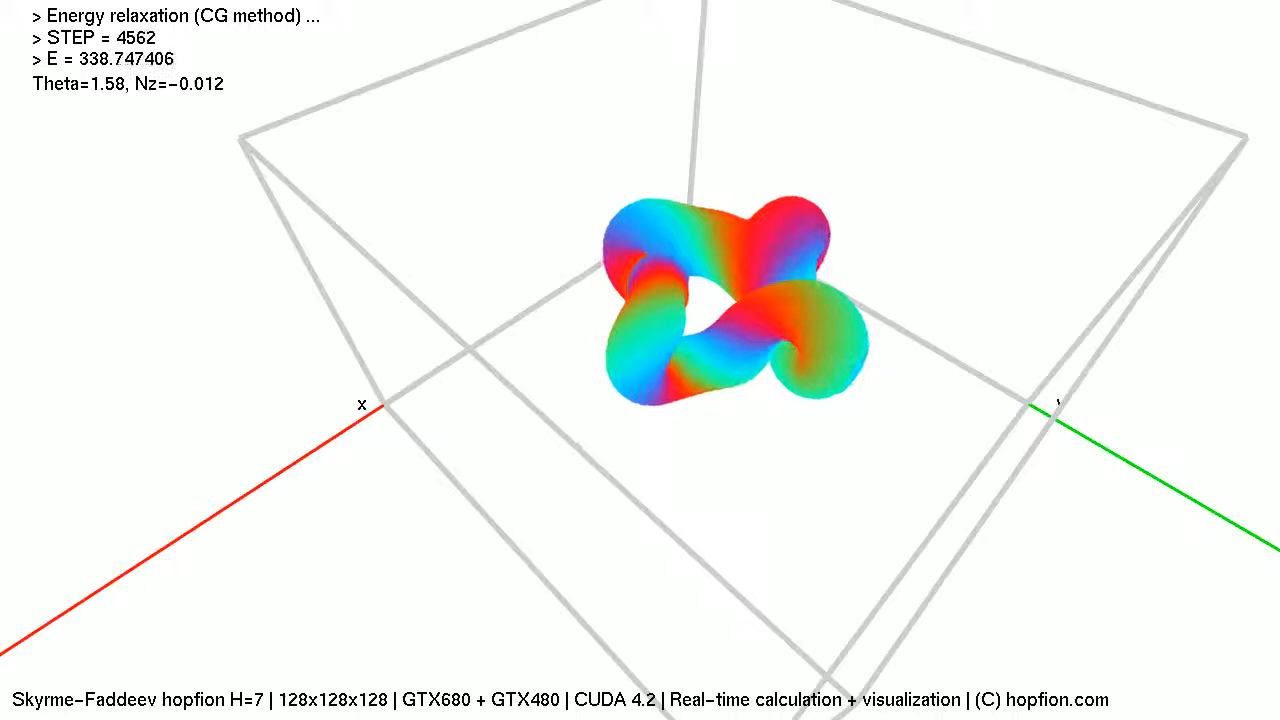 > Energy relaxation (CG method) ...
> STEP = 4562
> E = 338.747406
Theta=1.58, Nz=−0.012
x
Skyrme−Faddeev hopfion H=7 | 128x128x128 | GTX680 + GTX480 | CUDA 4.2 | Real−time calculation + visualization | (C) hopfion.com